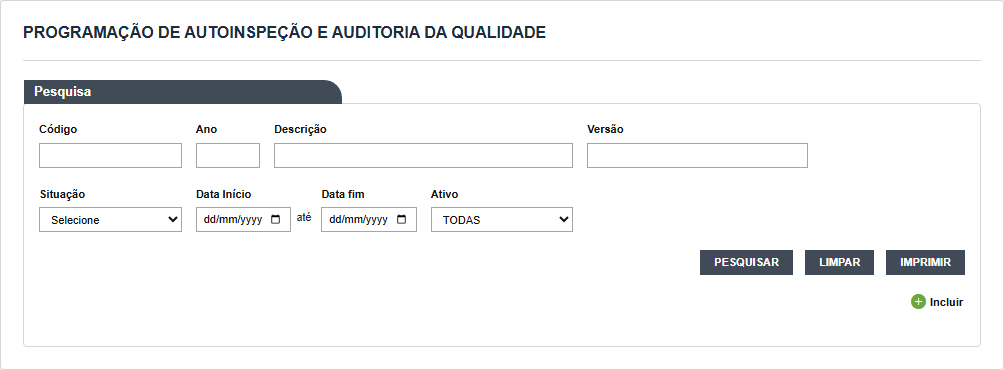 PROGRAMAÇÃO DE AUTOINSPEÇÃO E AUDITORIA DA QUALIDADE
Pesquisa
Código Ano Descrição Versão
Situação Data Início Data fim Ativo
Selecione dd/mm/yyyy até dd/mm/yyyy TODAS
PESQUISAR LIMPAR IMPRIMIR
Incluir